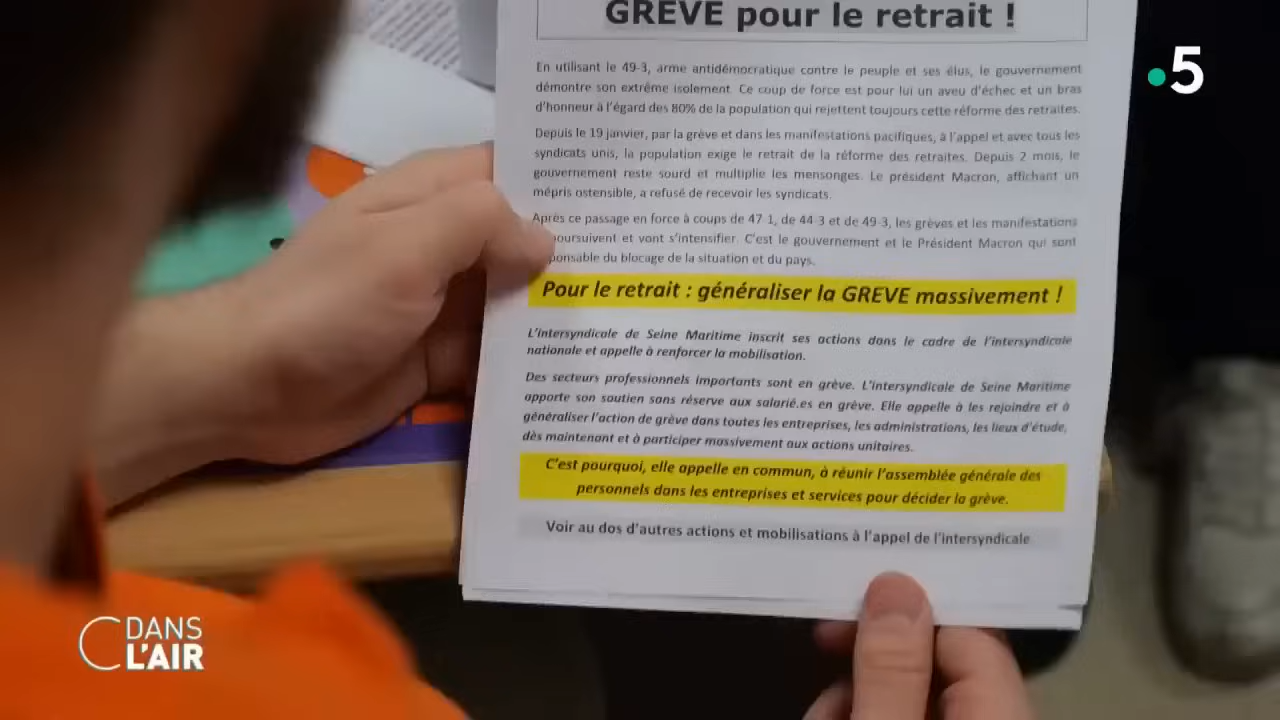 GREVE pour le retrait !
En utilisant le 49-3, arme antidémocratique contre le peuple et ses élus, le gouvernement
démontre son extrême isolement. Ce coup de force est pour lui un aveu d'échec et un bras
d'honneur à l'égard des 80% de la population qui rejettent toujours cette réforme des retraites.
Depuis le 19 janvier, par la grève et dans les manifestations pacifiques, à l'appel et avec tous les
syndicats unis, la population exige le retrait de la réforme des retraites. Depuis 2 mois, le
gouvernement reste sourd et multiplie les mensonges. Le président Macron, affichant un
mépris ostensible, a refusé de recevoir les syndicats.
Après ce passage en force à coups de 47-1, de 44-3 et de 49-3, les grèves et les manifestations
oursuivent et vont s'intensifier. C'est le gouvernement et le Président Macron qui sont
ponsable du blocage de la situation et du pays.
Pour le retrait : généraliser la GREVE massivement !
L'intersyndicale de Seine Maritime inscrit ses actions dans le cadre de l'intersyndicale
nationale et appelle à renforcer la mobilisation.
Des secteurs professionnels importants sont en grève. L'intersyndicale de Seine Maritime
apporte son soutien sans réserve aux salarié.es en grève. Elle appelle à les rejoindre et à
généraliser l'action de grève dans toutes les entreprises, les administrations, les lieux d'étude,
dès maintenant et à participer massivement aux actions unitaires.
C'est pourquoi, elle appelle en commun, à réunir l'assemblée générale des
personnels dans les entreprises et services pour décider la grève.
Voir au dos d'autres actions et mobilisations à l'appel de l'intersyndicale
5
C DANS
L'AIR